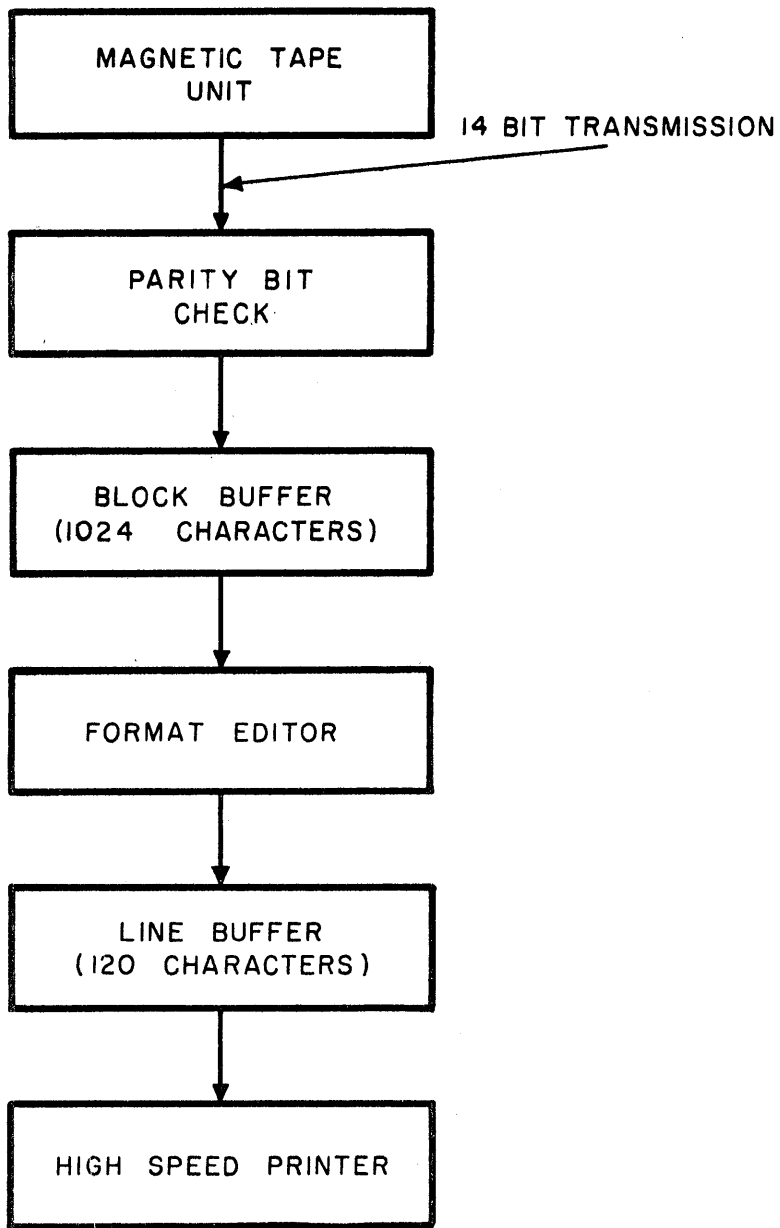 MAGNETIC TAPE
UNIT
14 BIT TRANSMISSION
PARITY BIT
CHECK
BLOCK BUFFER
(1024 CHARACTERS)
FORMAT EDITOR
LINE BUFFER
(120 CHARACTERS)
HIGH SPEED PRINTER